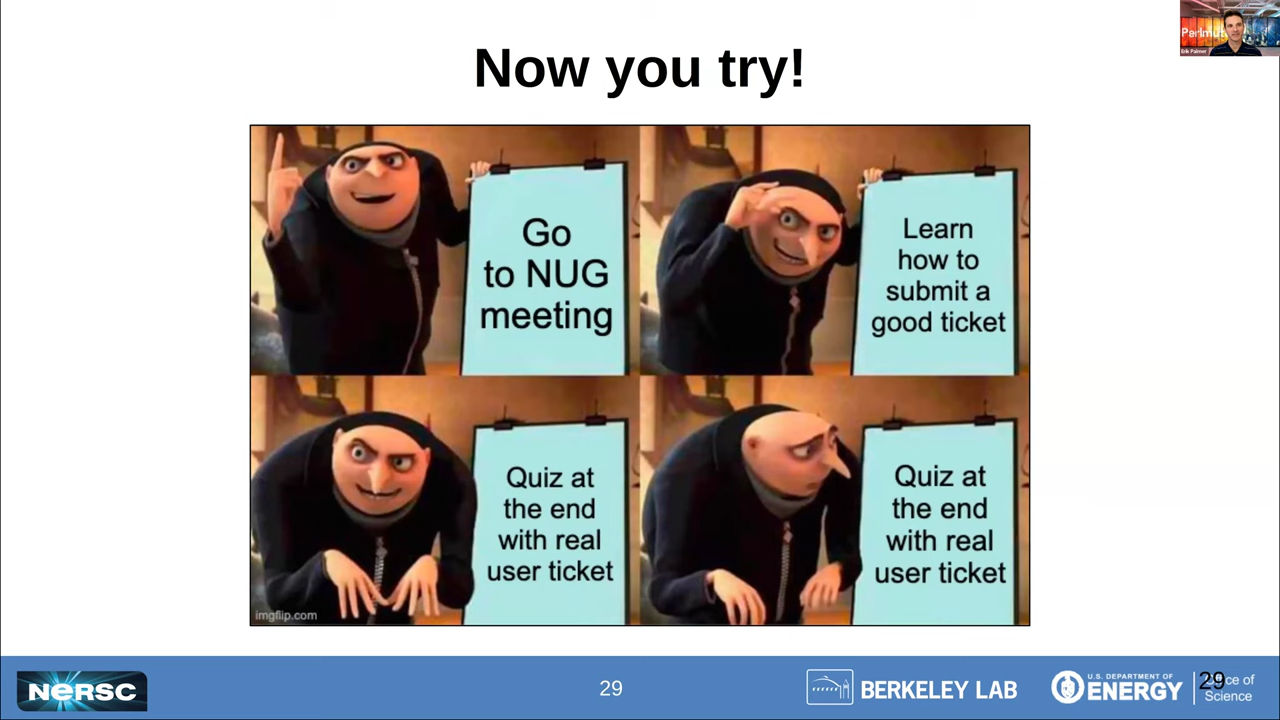 Now you try!
Erik Palmer
Go
to NUG
meeting
Learn
how to
submit a
good ticket
Quiz at
the end
with real
user ticket
Quiz at
the end
with real
user ticket
imgflip.com
NERSC
29
BERKELEY LAB
U.S. DEPARTMENT OF
ENERGY
29
Science